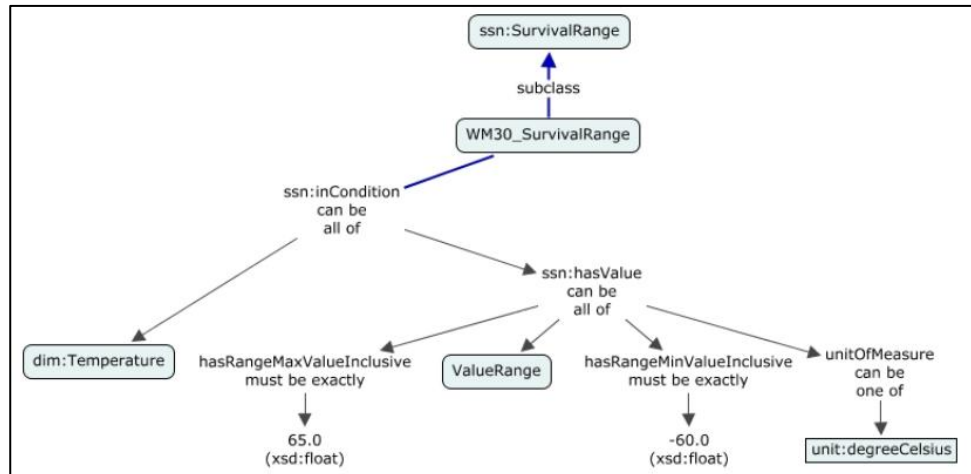 ssn:SurvivalRange
subclass
WM30_SurvivalRange
ssn:inCondition
can be
all of
ssn:hasValue
can be
all of
dim:Temperature
hasRangeMaxValueInclusive
must be exactly
ValueRange
hasRangeMinValueInclusive
must be exactly
unitOfMeasure
can be
one of
65.0
(xsd:float)
-60.0
(xsd:float)
unit:degreeCelsius